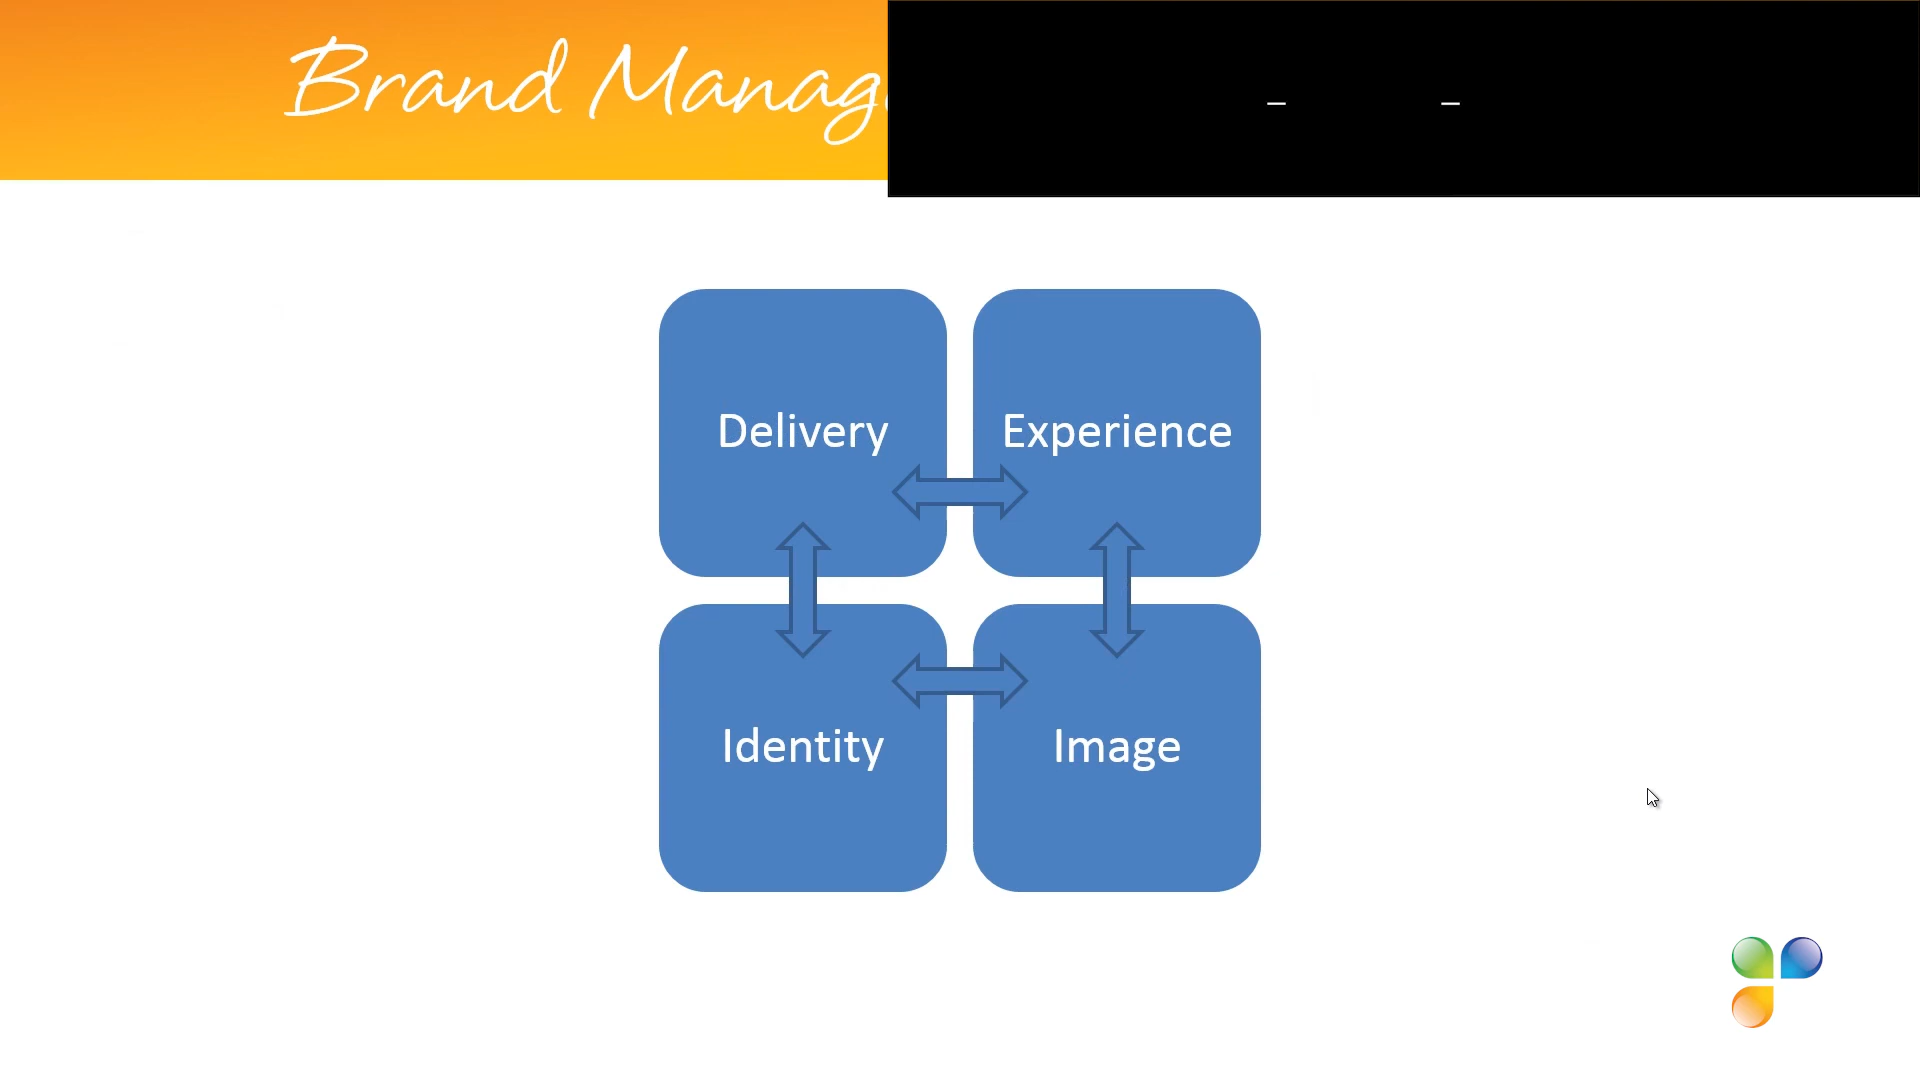 Brand Manag
Delivery
Experience
Identity
Image